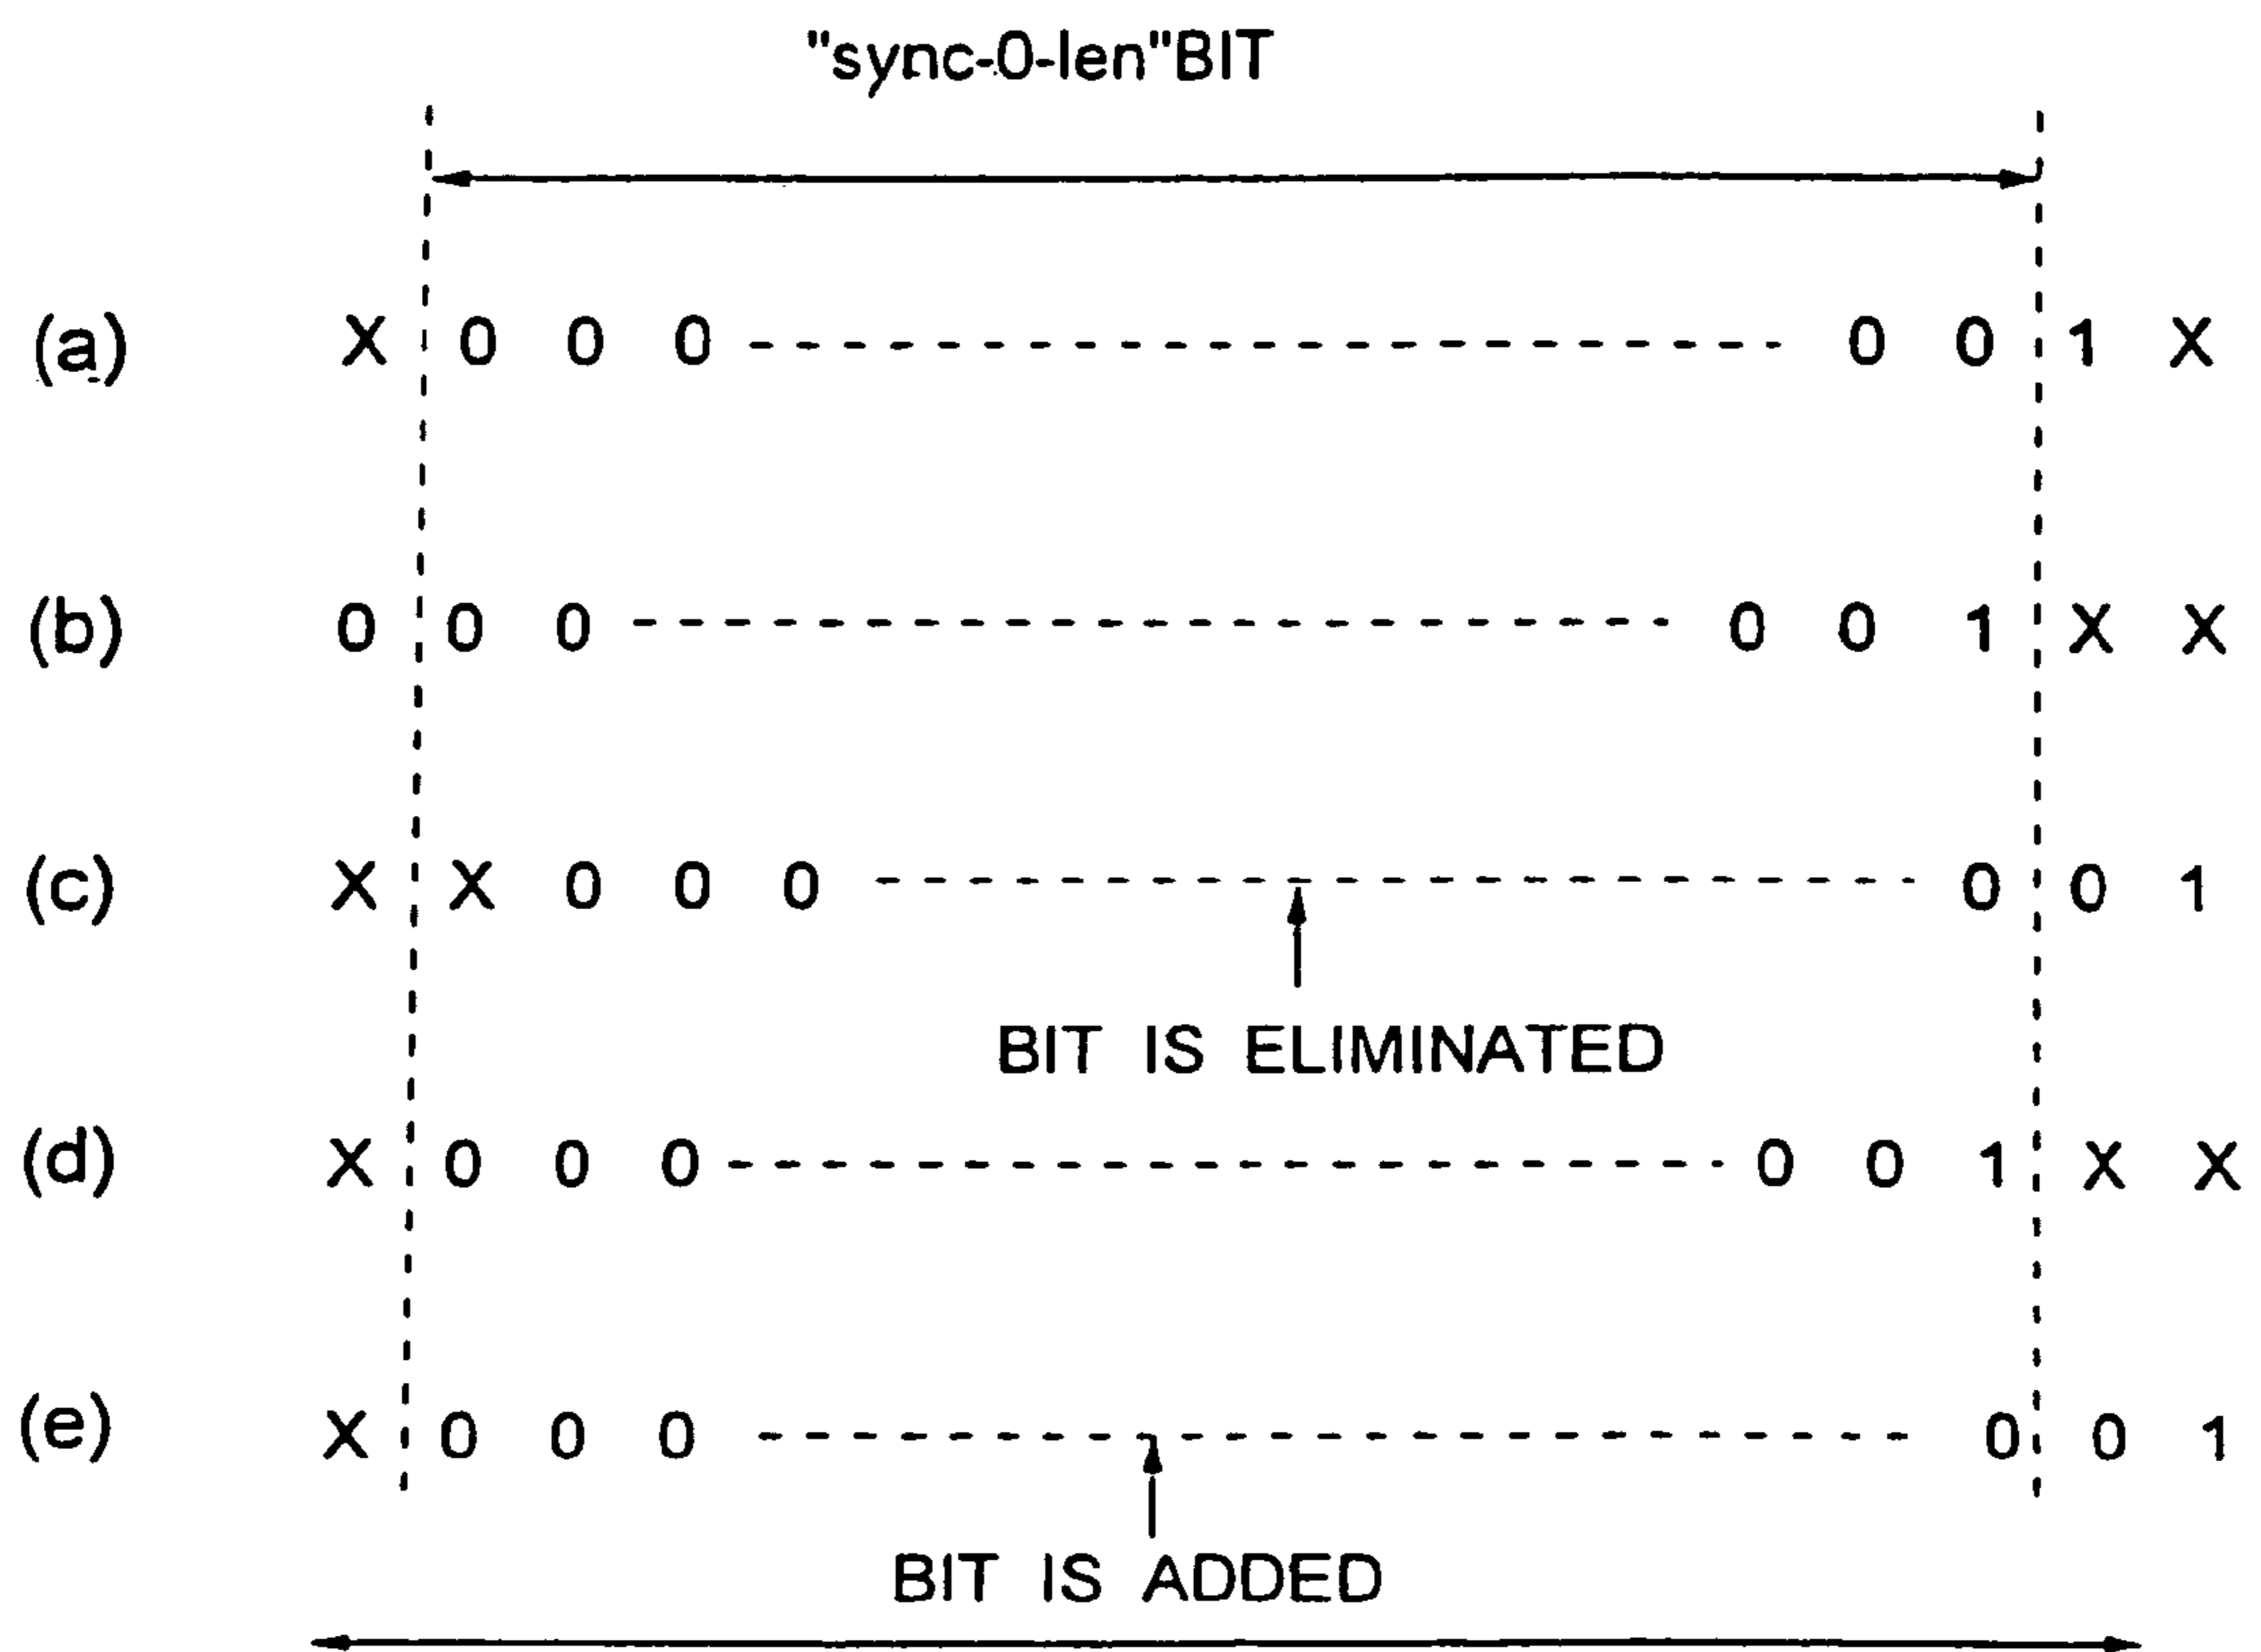 "sync-0-len"BIT
(a) X 0 0 0 0 0 1 X
(b) 0 0 0 0 0 1 X X
(c) X X 0 0 0 0 0 1
BIT IS ELIMINATED
(d) X 0 0 0 0 0 1 X X
(e) X 0 0 0 0 0 1
BIT IS ADDED